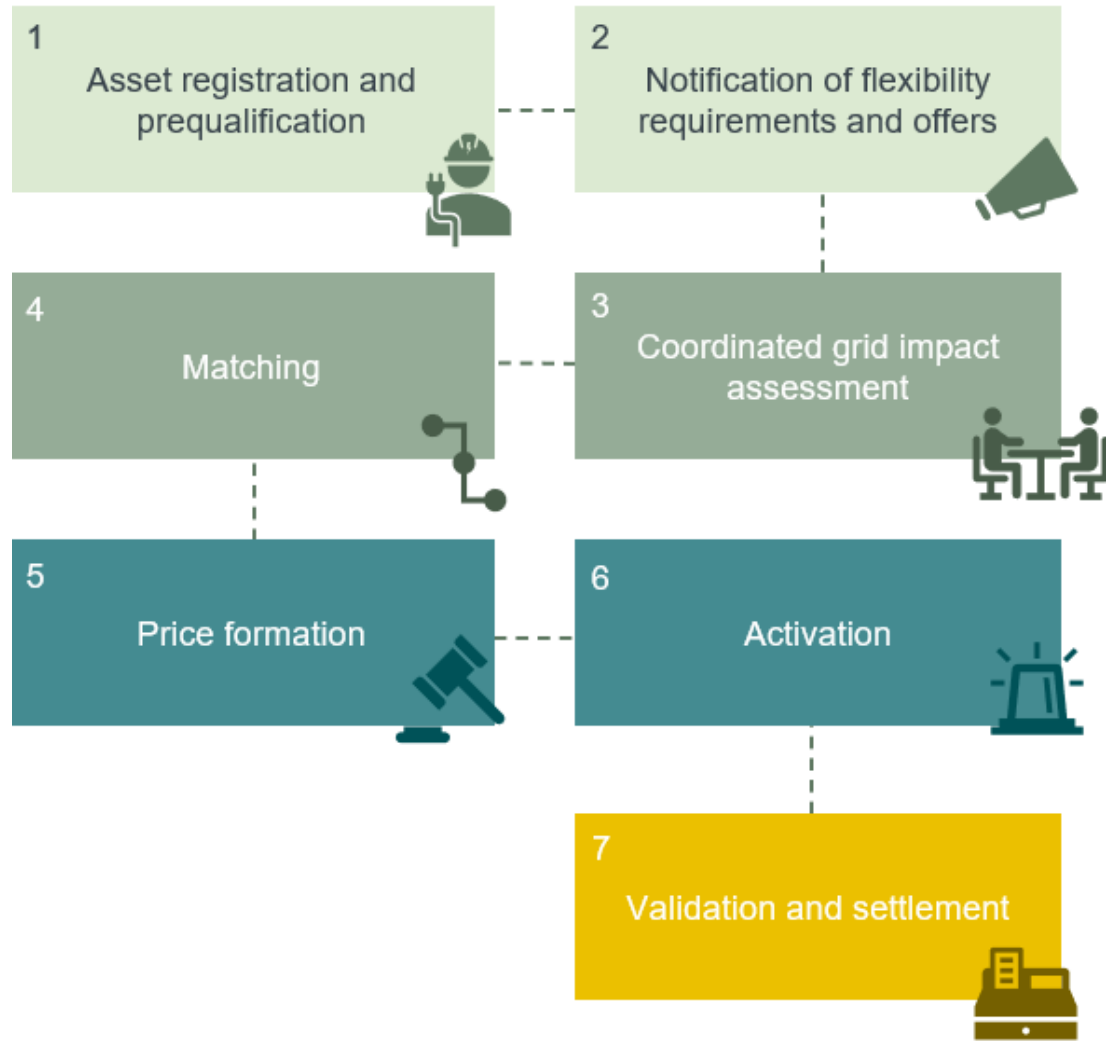 1
Asset registration and
prequalification
2
Notification of flexibility
requirements and offers
3
Coordinated grid impact
assessment
4
Matching
5
Price formation
6
Activation
7
Validation and settlement